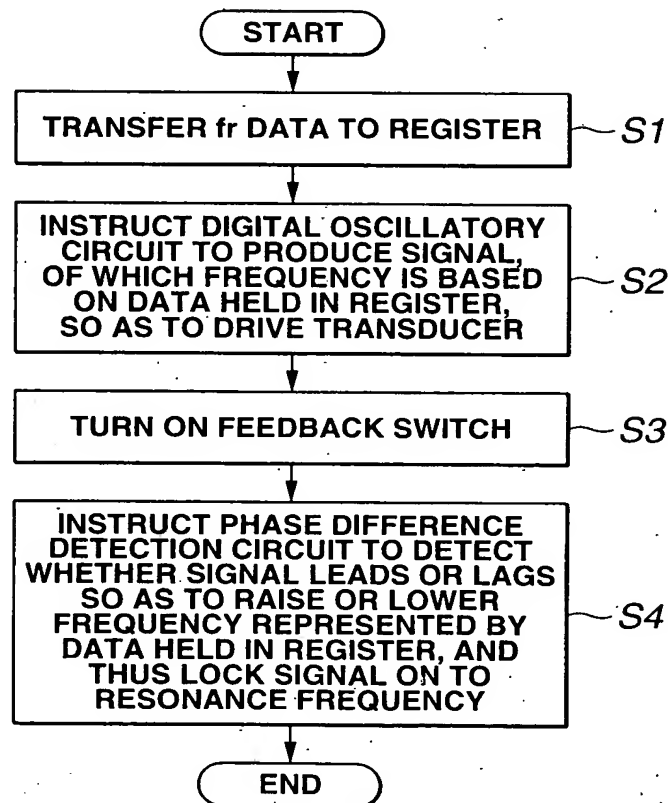 START
TRANSFER fr DATA TO REGISTER
S1
INSTRUCT DIGITAL OSCILLATORY
CIRCUIT TO PRODUCE SIGNAL,
OF WHICH FREQUENCY IS BASED
ON DATA HELD IN REGISTER,
SO AS TO DRIVE TRANSDUCER
S2
TURN ON FEEDBACK SWITCH
S3
INSTRUCT PHASE DIFFERENCE
DETECTION CIRCUIT TO DETECT
WHETHER SIGNAL LEADS OR LAGS
SO AS TO RAISE OR LOWER
FREQUENCY REPRESENTED BY
DATA HELD IN REGISTER, AND
THUS LOCK SIGNAL ON TO
RESONANCE FREQUENCY
S4
END